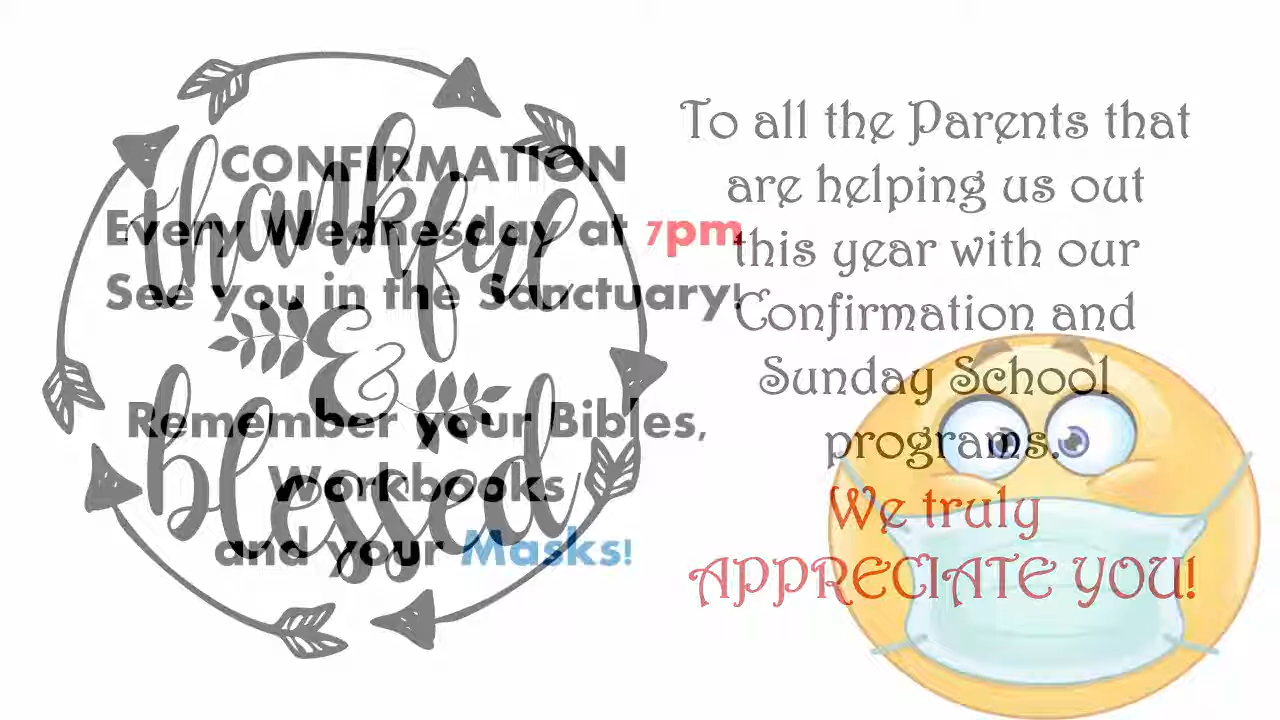 CONFIRMATION
Every Wednesday at 7pm
See you in the Sanctuary!
Remember your Bibles,
Workbooks
and your Masks!
thankful
&
blessed
To all the Parents that
are helping us out
this year with our
Confirmation and
Sunday School
programs.
We truly
APPRECIATE YOU!